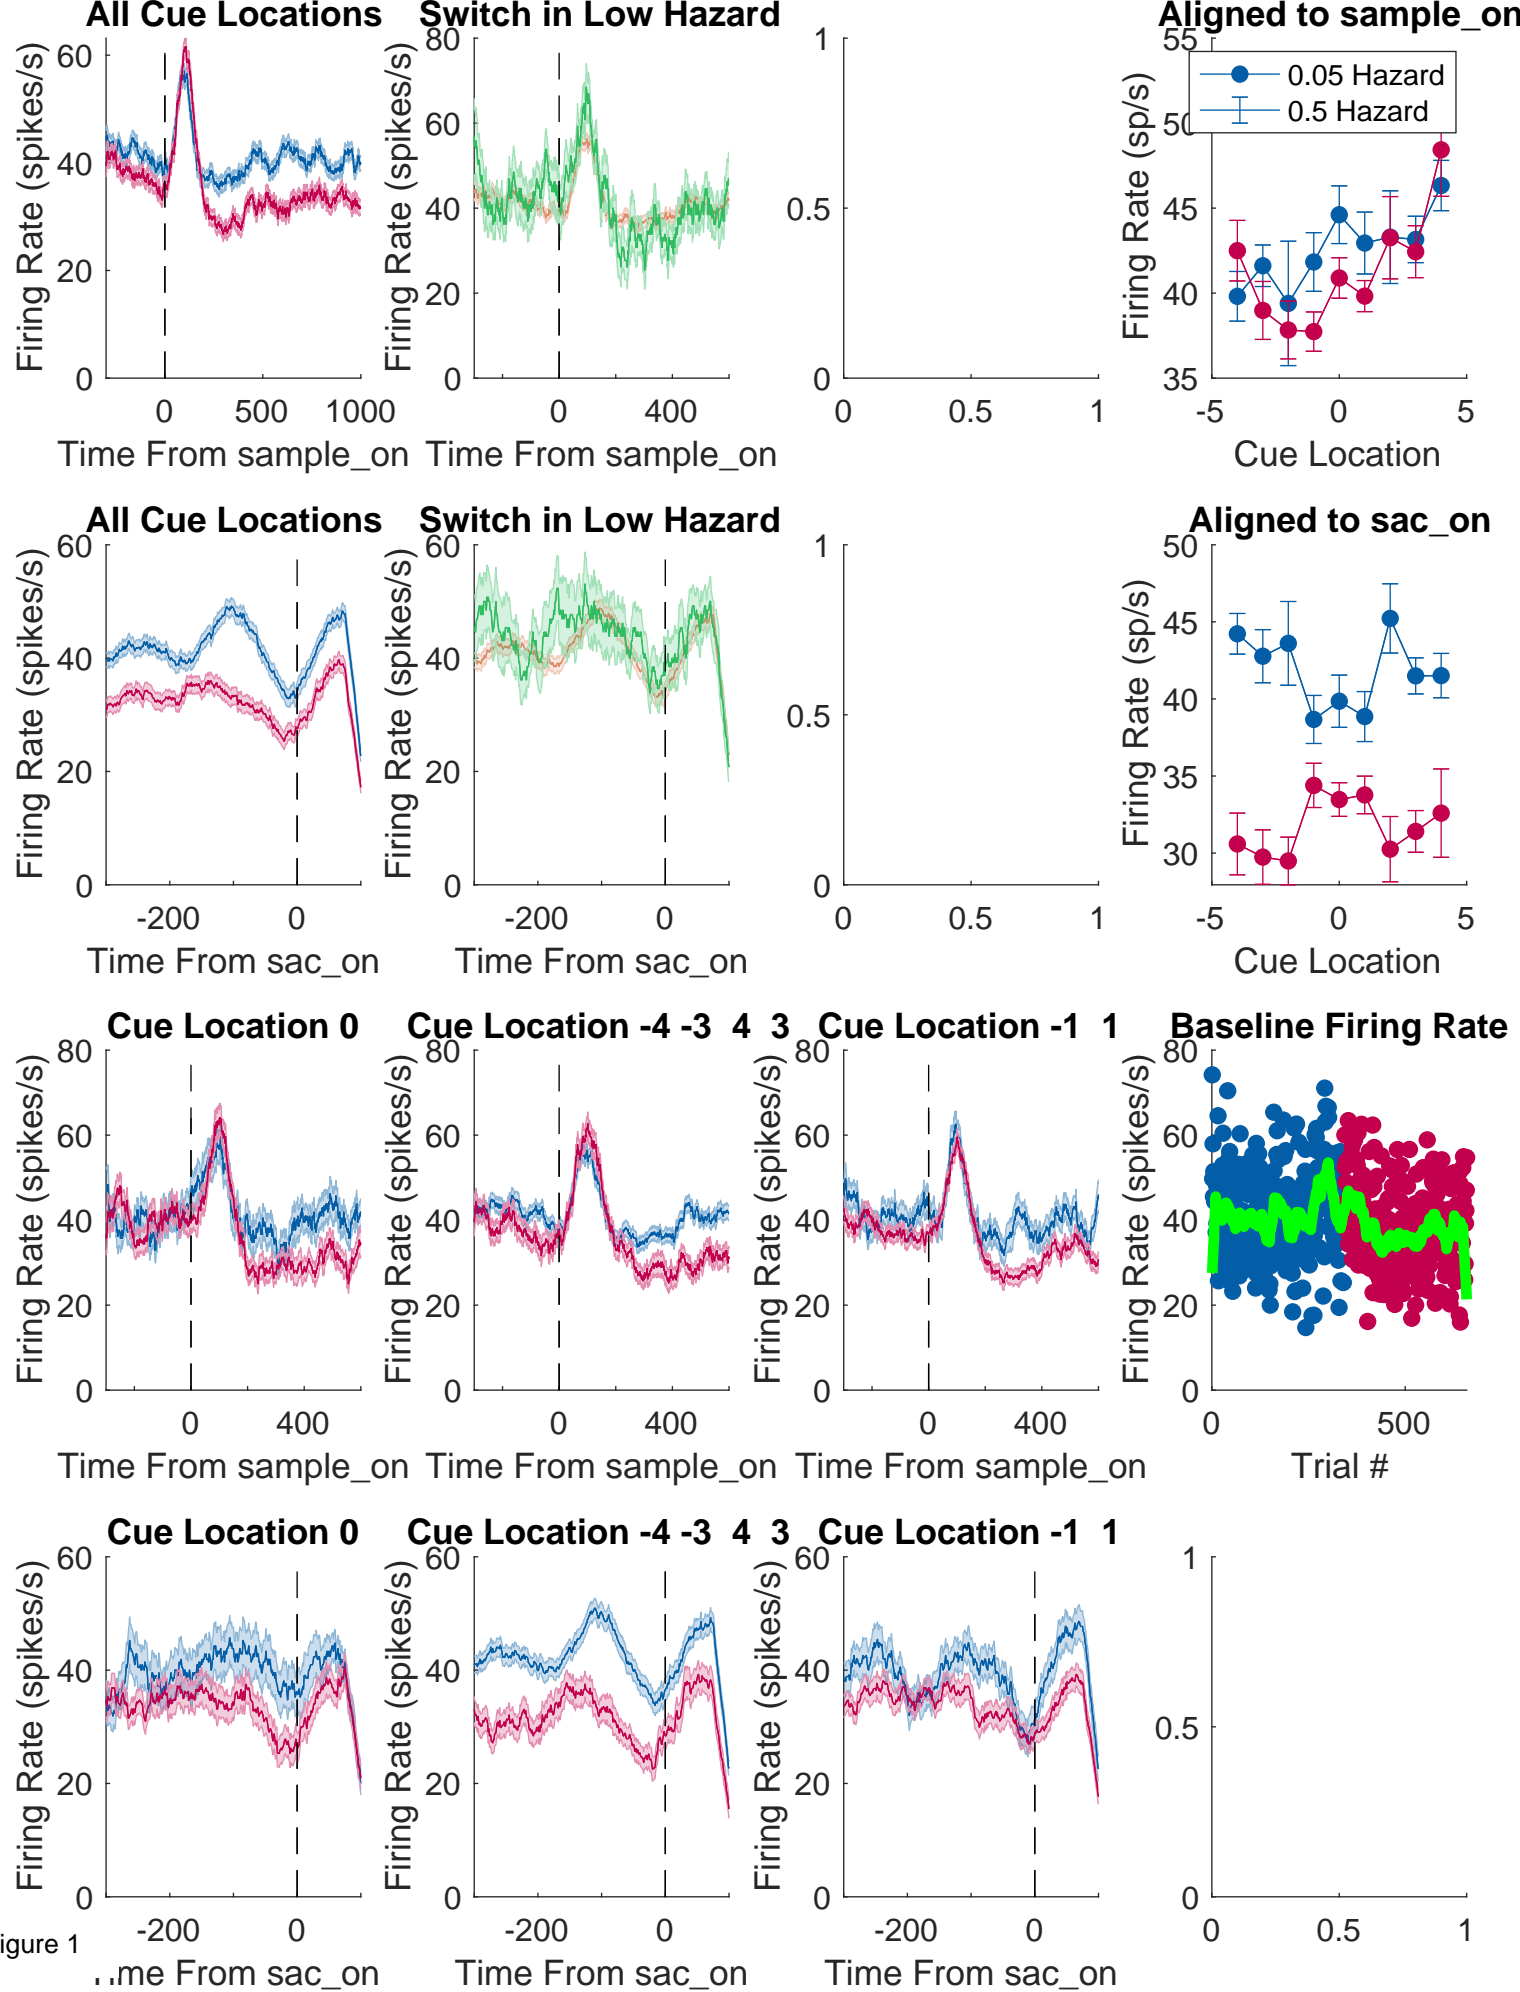 All Cue Locations
Switch in Low Hazard
Aligned to sample_on
Firing Rate (spikes/s)
60
40
20
0
0 500 1000
Time From sample_on
Firing Rate (spikes/s)
80
60
40
20
0
0 400
Time From sample_on
1
0.5
0
0 0.5 1
Firing Rate (sp/s)
55
50
45
40
35
0.05 Hazard
0.5 Hazard
-5 0 5
Cue Location
All Cue Locations
Switch in Low Hazard
Aligned to sac_on
Firing Rate (spikes/s)
60
40
20
0
-200 0
Time From sac_on
Firing Rate (spikes/s)
60
40
20
0
-200 0
Time From sac_on
1
0.5
0
0 0.5 1
Firing Rate (sp/s)
50
45
40
35
30
-5 0 5
Cue Location
Cue Location 0
Cue Location -4 -3 4 3
Cue Location -1 1
Baseline Firing Rate
Firing Rate (spikes/s)
80
60
40
20
0
0 400
Time From sample_on
Firing Rate (spikes/s)
80
60
40
20
0
0 400
Time From sample_on
Firing Rate (spikes/s)
80
60
40
20
0
0 400
Time From sample_on
Firing Rate (spikes/s)
80
60
40
20
0
0 500
Trial #
Cue Location 0
Cue Location -4 -3 4 3
Cue Location -1 1
Firing Rate (spikes/s)
60
40
20
0
-200 0
Time From sac_on
Firing Rate (spikes/s)
60
40
20
0
-200 0
Time From sac_on
Firing Rate (spikes/s)
60
40
20
0
-200 0
Time From sac_on
1
0.5
0
0 0.5 1
igure 1